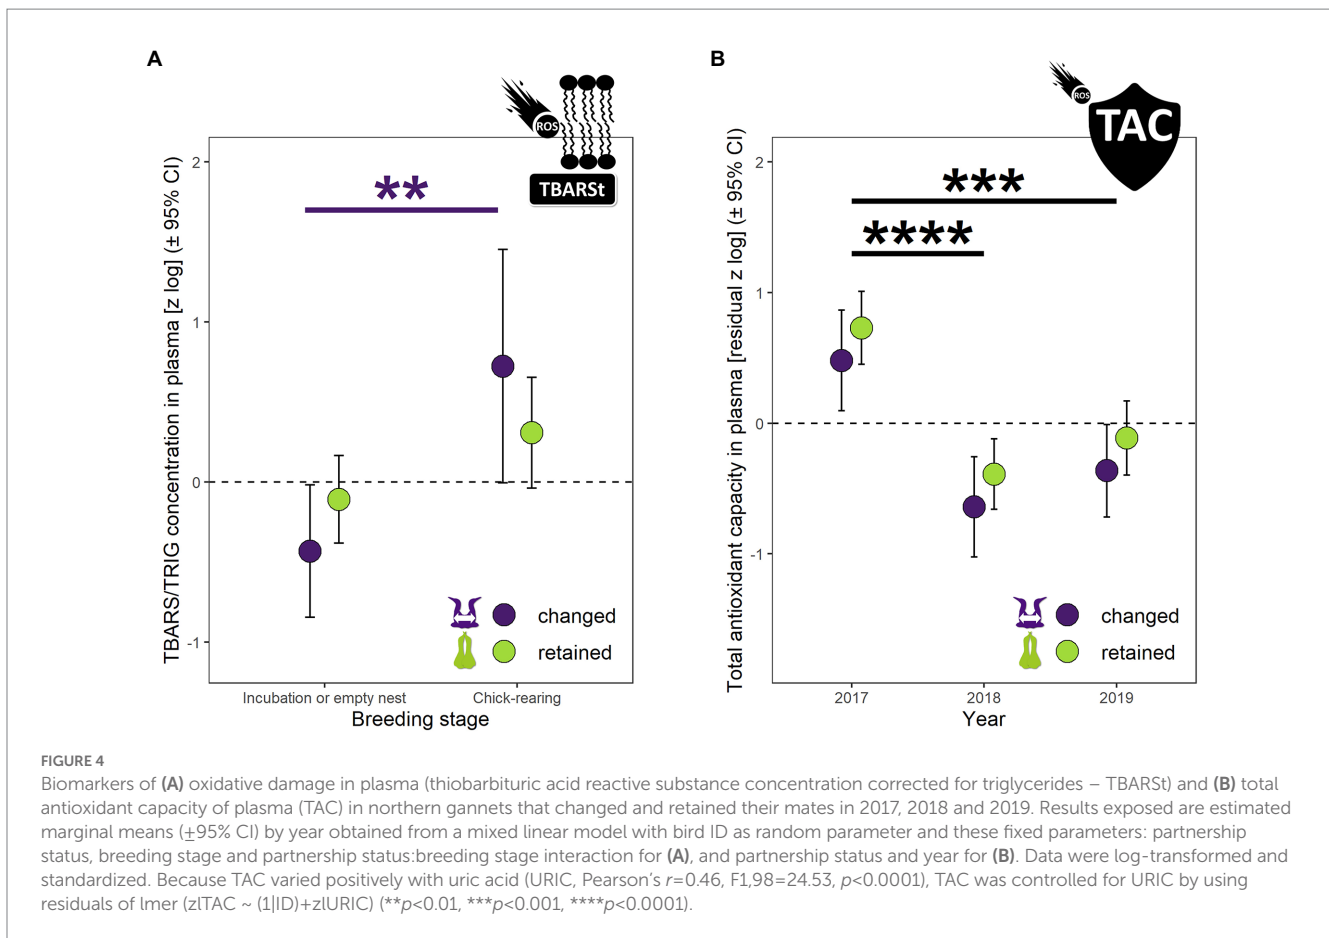 A
ROS
TBARSt
TBARS/TRIG concentration in plasma [z log] (± 95% CI)
2
1
0
-1
**
changed
retained
Incubation or empty nest
Chick-rearing
Breeding stage
B
ROS
TAC
Total antioxidant capacity in plasma [residual z log] (± 95% CI)
2
1
0
-1
***
****
changed
retained
2017
2018
2019
Year
FIGURE 4
Biomarkers of (A) oxidative damage in plasma (thiobarbituric acid reactive substance concentration corrected for triglycerides – TBARSt) and (B) total
antioxidant capacity of plasma (TAC) in northern gannets that changed and retained their mates in 2017, 2018 and 2019. Results exposed are estimated
marginal means (±95% CI) by year obtained from a mixed linear model with bird ID as random parameter and these fixed parameters: partnership
status, breeding stage and partnership status:breeding stage interaction for (A), and partnership status and year for (B). Data were log-transformed and
standardized. Because TAC varied positively with uric acid (URIC, Pearson's r=0.46, F1,98=24.53, p<0.0001), TAC was controlled for URIC by using
residuals of lmer (zlTAC ~ (1|ID)+zlURIC) (**p<0.01, ***p<0.001, ****p<0.0001).